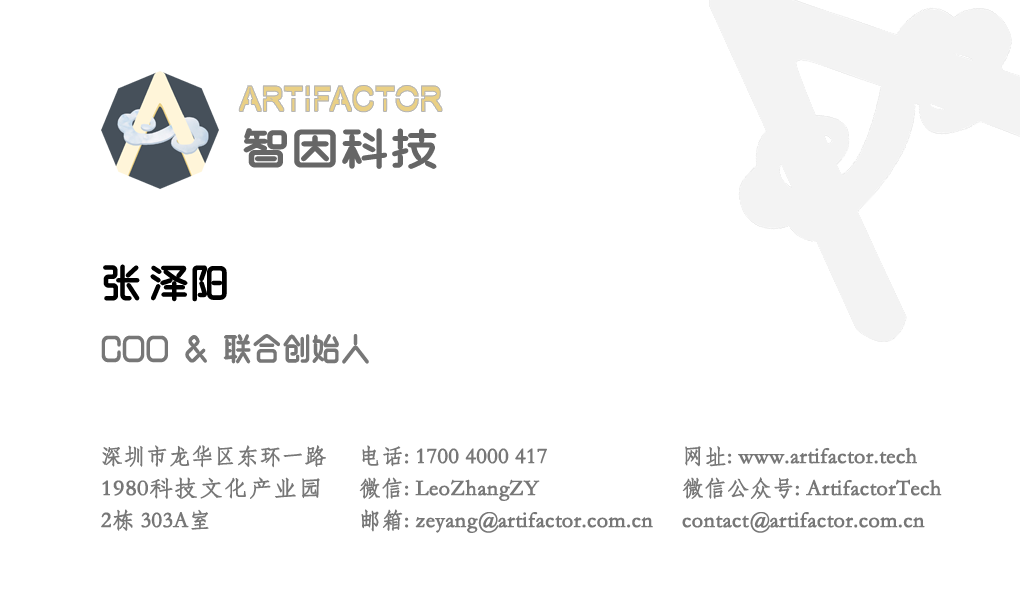 ARTIFACTOR
智因科技
张泽阳
COO & 联合创始人
深圳市龙华区东环一路
1980科技文化产业园
2栋 303A室
电话: 1700 4000 417
微信: LeoZhangZY
邮箱: zeyang@artifactor.com.cn
网址: www.artifactor.tech
微信公众号: ArtifactorTech
contact@artifactor.com.cn